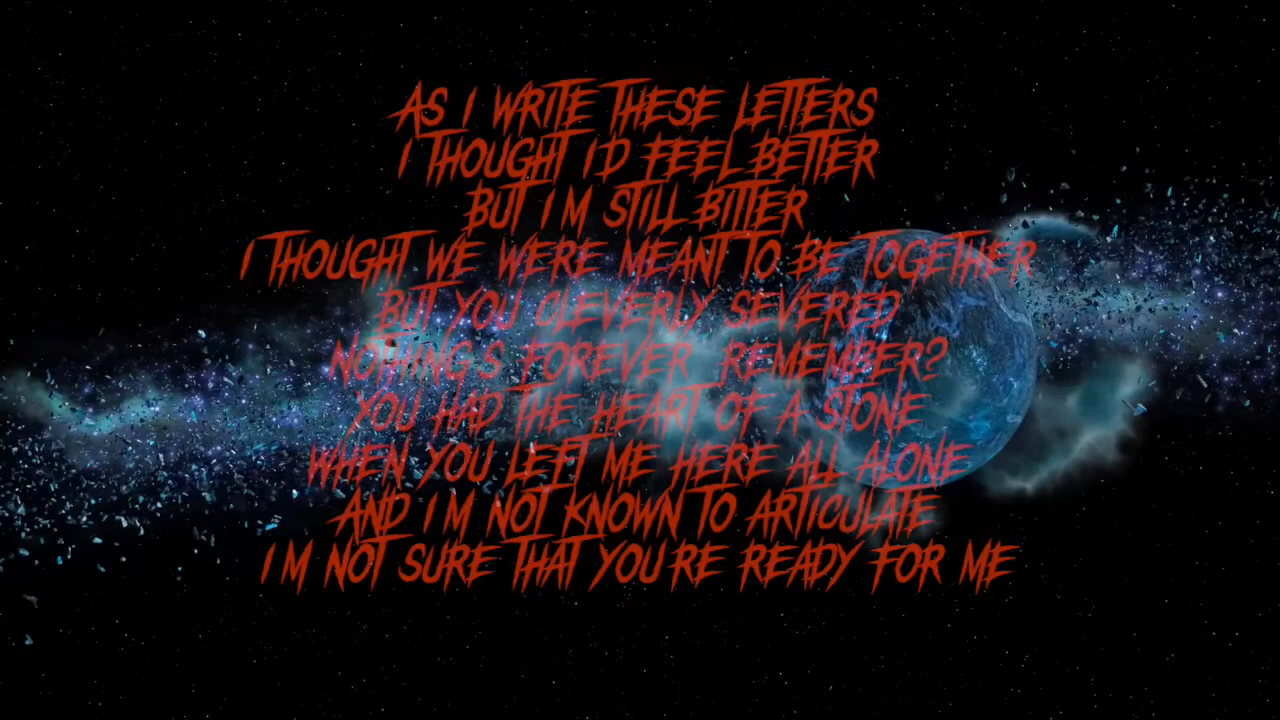 AS I WRITE THESE LETTERS
I THOUGHT I'D FEEL BETTER
BUT I'M STILL BITTER
I THOUGHT WE WERE MEANT TO BE TOGETHER
BUT YOU CLEVERLY SEVERED
NOTHING'S FOREVER REMEMBER?
YOU HAD THE HEART OF A STONE
WHEN YOU LEFT ME HERE ALL ALONE
AND I'M NOT KNOWN TO ARTICULATE
I'M NOT SURE THAT YOU'RE READY FOR ME